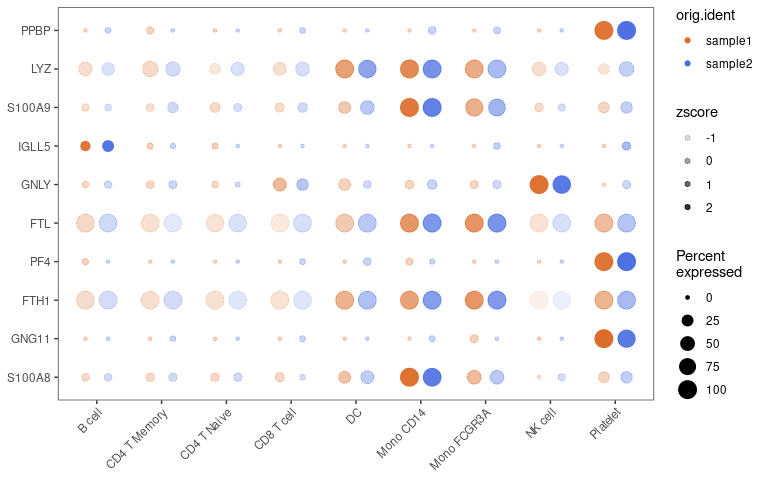 PPBP
LYZ
S100A9
IGLL5
GNLY
FTL
PF4
FTH1
GNG11
S100A8
B cell
CD4 T Memory
CD4 T Naive
CD8 T cell
DC
Mono CD14
Mono FCGR3A
NK cell
Platelet
orig.ident
sample1
sample2
zscore
-1
0
1
2
Percent
expressed
0
25
50
75
100